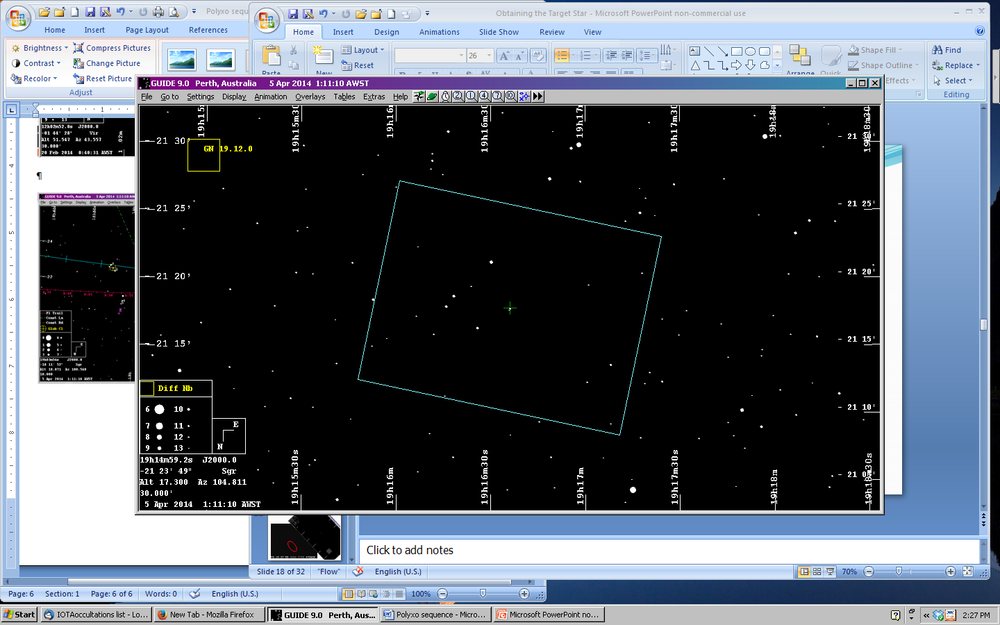 Polyxo sequ
Home Insert Page Layout References
Brightness Compress Pictures
Contrast Change Picture
Recolor Reset Picture
Adjust
Obtaining the Target Star - Microsoft PowerPoint non-commercial use
Home Insert Design Animations Slide Show Review View
Paste
New
Layout
Reset
26
Arrange
Quick
Shape Fill
Shape Outline
Effects
Find
Replace
Select
Editing
GUIDE 9.0 Perth, Australia 5 Apr 2014 1:11:10 AWST
File Go to Settings Display Animation Overlays Tables Extras Help
19h15m30
19h16m
19h16m30
19h17m
19h17m30
19h18m
19h18m30
-21 30'
GN 19.12.0
- 21 30'
-21 25'
- 21 25'
-21 20'
- 21 20'
-21 15'
- 21 15'
- 21 10'
Diff Nb
6 10
7 11
8 12
9 13
E
N
19h14m59.2s J2000.0
-21 23' 49" Sgr
Alt 17.300 Az 104.811
30.000'
5 Apr 2014 1:11:10 AWST
19h15m30s
19h16m
19h16m30s
19h17m
19h17m30s
19h18m
19h18m30s
9 13
12h02m52.8s J2000.0
-01 44' 28" Vir
Alt 51.547 Az 43.557
30.000'
20 Feb 2014 0:40:31 AWST
¶
GUIDE 9.0 Perth, Australia 5 Apr 2014 1:11:10 AWS
Click to add notes
Slide 18 of 32 "Flow" English (U.S.) 70%
Page: 6 Section: 1 Page: 6 of 6 Words: 0 English (U.S.) 100%
Start
IOTAoccultations list - Lo...
New Tab - Mozilla Firefox
GUIDE 9.0 Perth, Aus...
Polyxo sequence - Micro...
Microsoft PowerPoint no...
2:27 PM